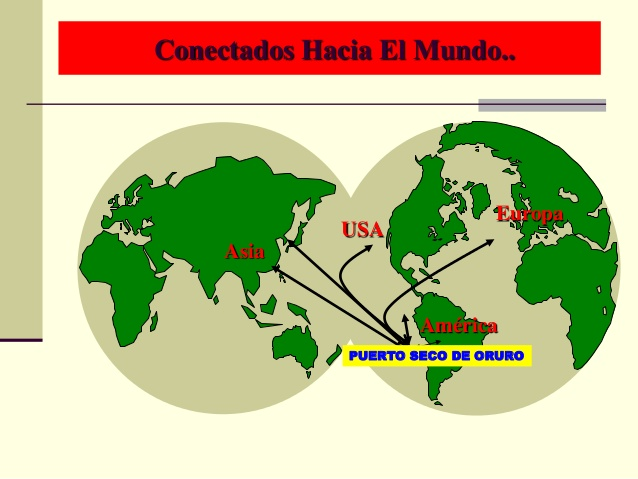 Conectados Hacia El Mundo..
USA
Europa
Asia
América
PUERTO SECO DE ORURO